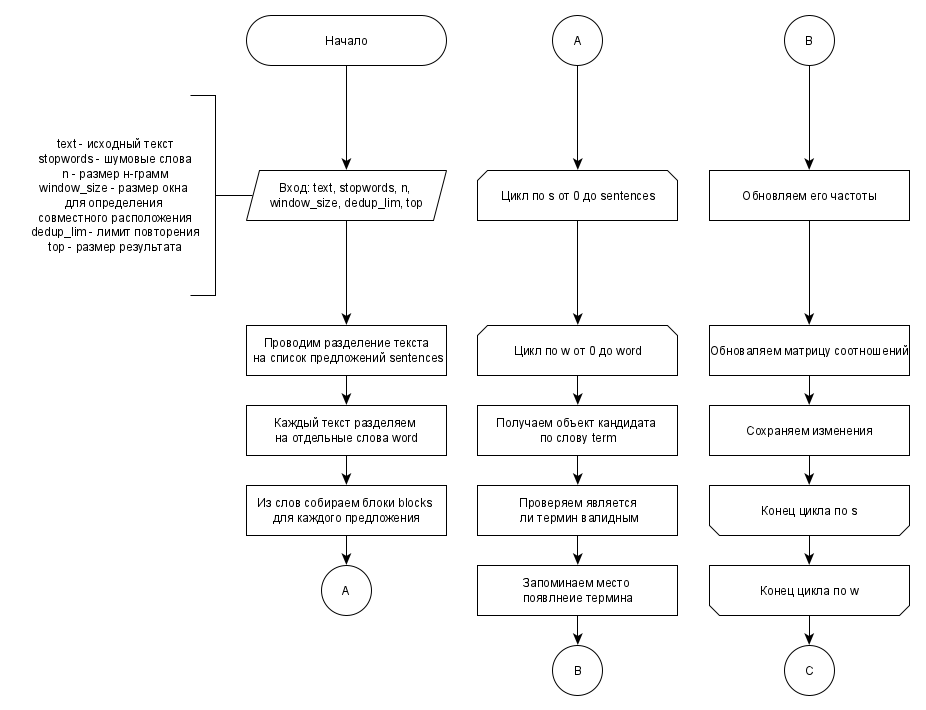 Начало
text - исходный текст
stopwords - шумовые слова
n - размер н-грамм
window_size - размер окна
для определения
совместного расположения
dedup_lim - лимит повторения
top - размер результата
Вход: text, stopwords, n,
window_size, dedup_lim, top
Проводим разделение текста
на список предложений sentences
Каждый текст разделяем
на отдельные слова word
Из слов собираем блоки blocks
для каждого предложения
A
A
Цикл по s от 0 до sentences
Цикл по w от 0 до word
Получаем объект кандидата
по слову term
Проверяем является
ли термин валидным
Запоминаем место
появлнеие термина
B
B
Обновляем его частоты
Обноваляем матрицу соотношений
Сохраняем изменения
Конец цикла по s
Конец цикла по w
C